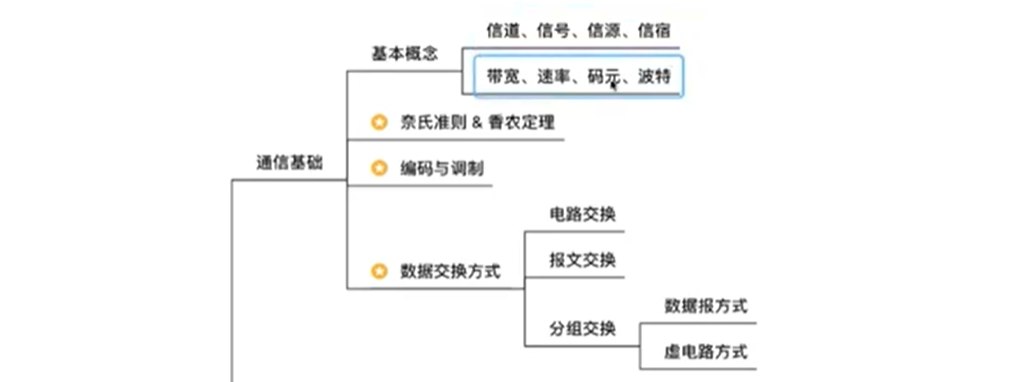 信道、信号、信源、信宿
基本概念
带宽、速率、码元、波特
奈氏准则 & 香农定理
通信基础
编码与调制
电路交换
报文交换
数据交换方式
数据报方式
分组交换
虚电路方式